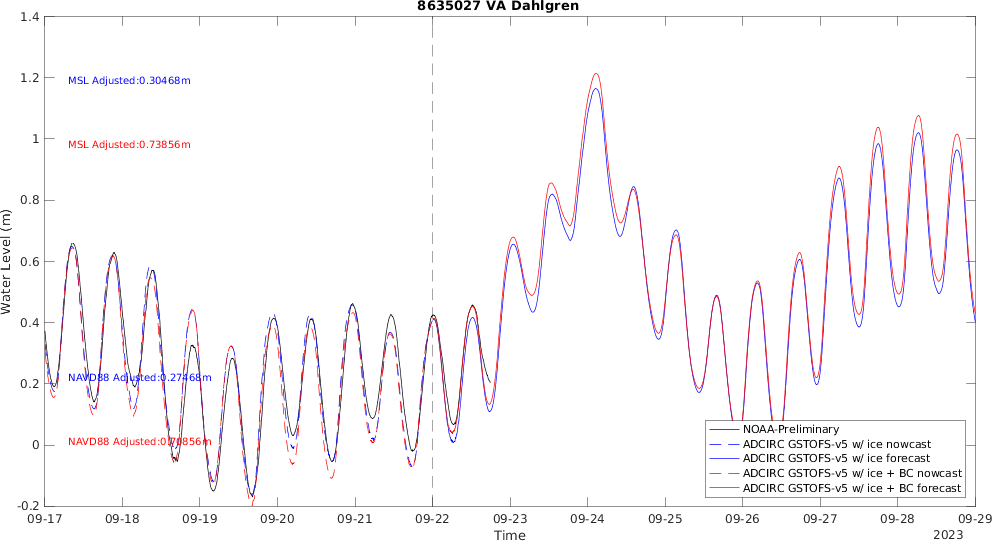 8635027 VA Dahlgren
1.4
1.2
1
0.8
0.6
0.4
0.2
0
-0.2
Water Level (m)
MSL Adjusted:0.30468m
MSL Adjusted:0.73856m
NAVD88 Adjusted:0.27468m
NAVD88 Adjusted:0.70856m
NOAA-Preliminary
ADCIRC GSTOFS-v5 w/ ice nowcast
ADCIRC GSTOFS-v5 w/ ice forecast
ADCIRC GSTOFS-v5 w/ ice + BC nowcast
ADCIRC GSTOFS-v5 w/ ice + BC forecast
09-17 09-18 09-19 09-20 09-21 09-22 09-23 09-24 09-25 09-26 09-27 09-28 09-29
Time
2023